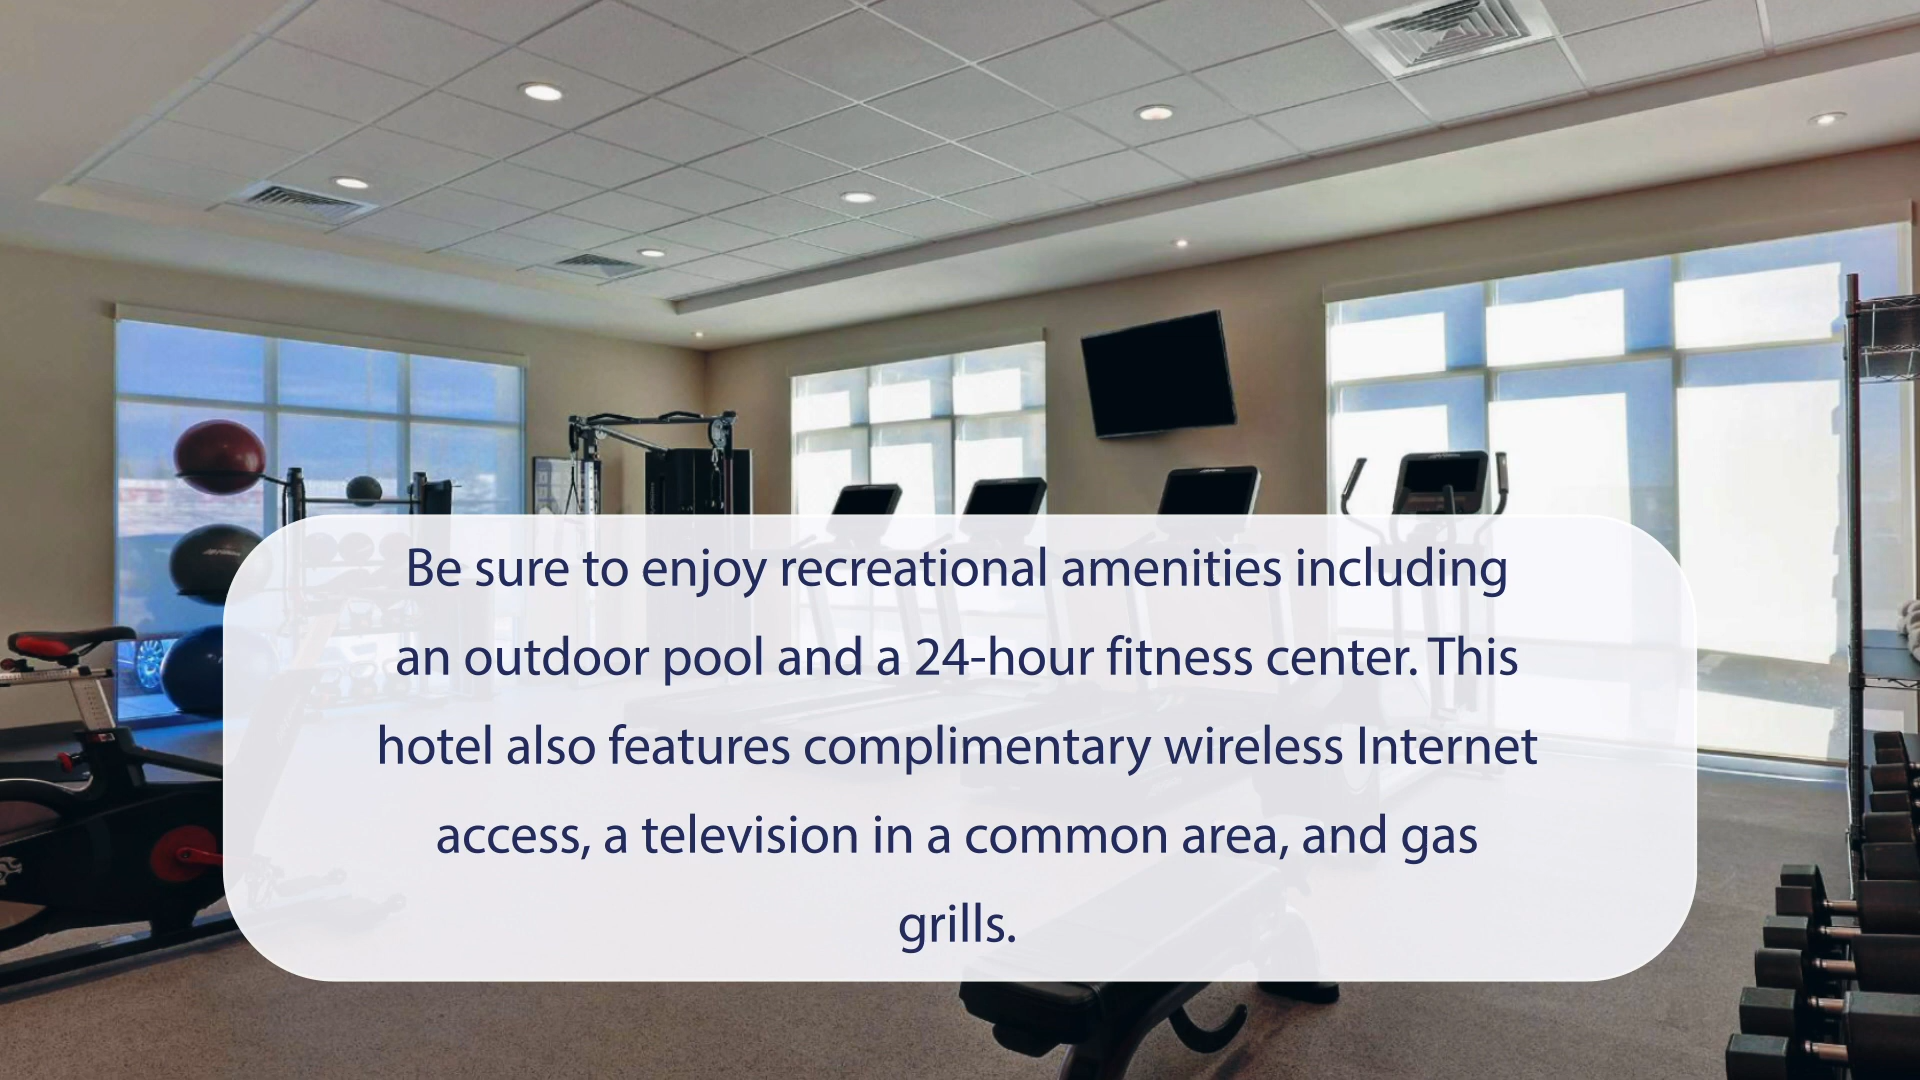 Be sure to enjoy recreational amenities including
an outdoor pool and a 24-hour fitness center. This
hotel also features complimentary wireless Internet
access, a television in a common area, and gas
grills.